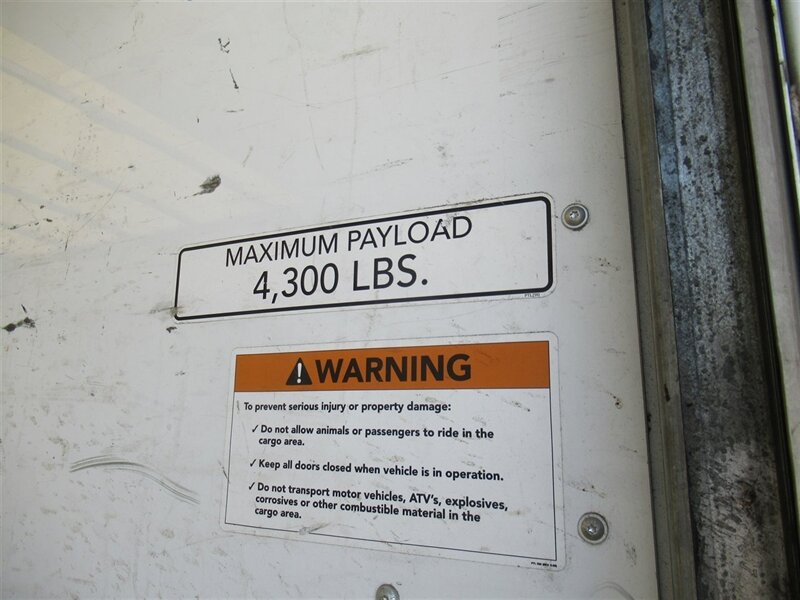 MAXIMUM PAYLOAD
4,300 LBS.
WARNING
To prevent serious injury or property damage:
✓ Do not allow animals or passengers to ride in the
cargo area.
✓ Keep all doors closed when vehicle is in operation.
✓ Do not transport motor vehicles, ATV's, explosives,
corrosives or other combustible material in the
cargo area.